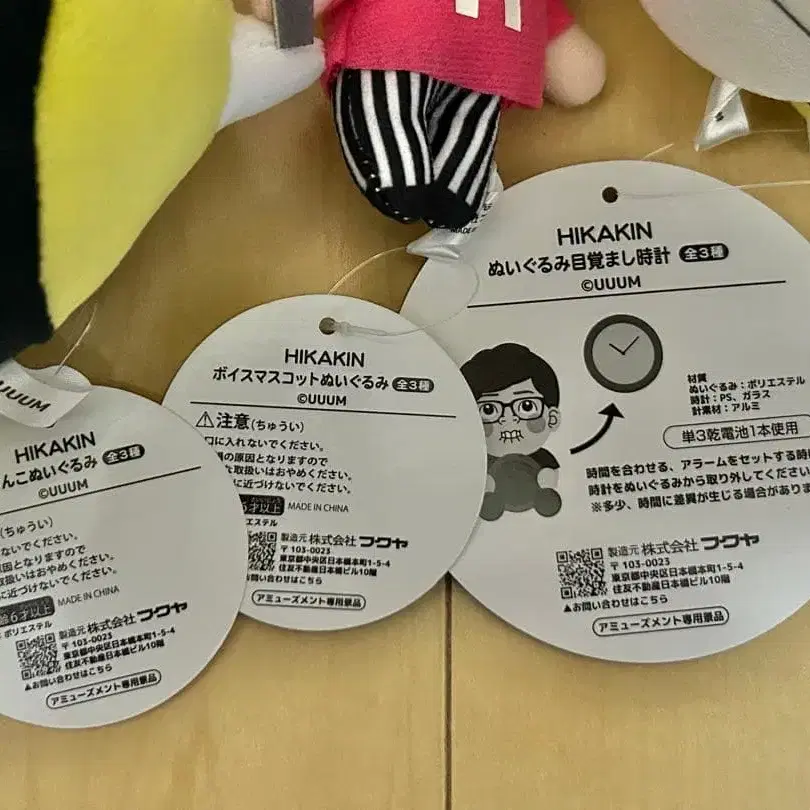 UUUM
HIKAKIN
んこぬいぐるみ 全3種
©UUUM
(ちゅうい)
ないでください。
因となりますので
取扱いはおやめください。
に近づけないでください。
齢6才以上 MADE IN CHINA
ポリエステル
製造元 株式会社フクヤ
〒103-0023
東京都中央区日本橋本町1-5-4
住友不動産日本橋ビル10階
▲お問い合わせはこちら
アミューズメント専用景品
HIKAKIN
ボイスマスコットぬいぐるみ 全3種
©UUUM
⚠注意(ちゅうい)
口に入れないでください。
の原因となりますので
た取扱いはおやめください。
に近づけないでください。
6才以上 MADE IN CHINA
エステル
製造元 株式会社フクヤ
〒103-0023
東京都中央区日本橋本町1-5-4
住友不動産日本橋ビル10階
お問い合わせはこちら
アミューズメント専用景品
HIKAKIN
ぬいぐるみ目覚まし時計 全3種
©UUUM
材質
ぬいぐるみ:ポリエステル
時計:PS、ガラス
計素材:アルミ
単3乾電池1本使用
時間を合わせる、アラームをセットする時は
時計をぬいぐるみから取り外してください
※多少、時間に差異が生じる場合がありま
製造元 株式会社フクヤ
〒103-0023
東京都中央区日本橋本町1-5-4
住友不動産日本橋ビル10階
▲お問い合わせはこちら
アミューズメント専用景品